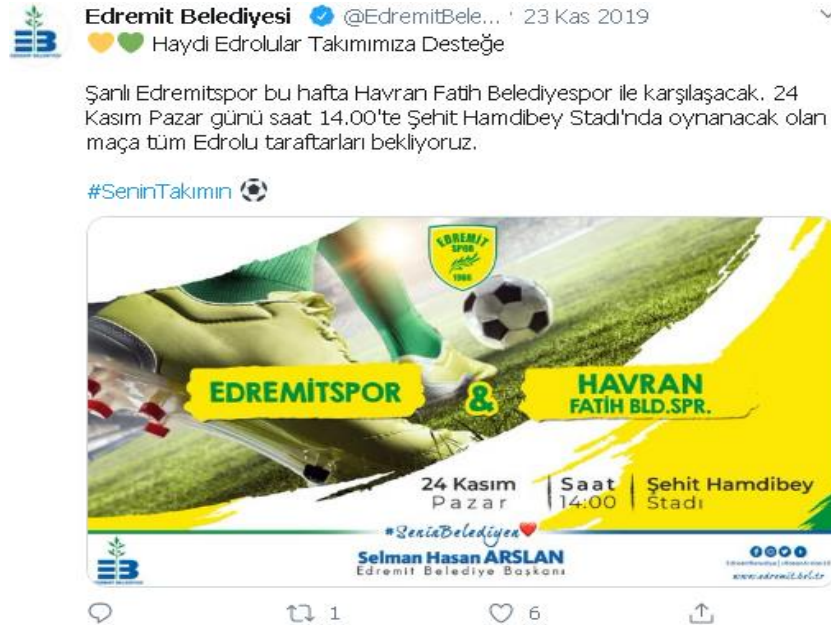 Edremit Belediyesi @EdremitBele... · 23 Kas 2019
Haydi Edrolular Takımımıza Desteğe
Şanlı Edremitspor bu hafta Havran Fatih Belediyespor ile karşılaşacak. 24
Kasım Pazar günü saat 14.00'te Şehit Hamdibey Stadı'nda oynanacak olan
maça tüm Edrolu taraftarları bekliyoruz.
#SeninTakımın
EDREMİT
SPOR
EDREMİTSPOR & HAVRAN
FATİH BLD.SPR.
24 Kasım
Pazar
Saat
14:00
Şehit Hamdibey
Stadı
#SeninBelediyen
Selman Hasan ARSLAN
Edremit Belediye Başkanı
www.edremit.bel.tr
1 6